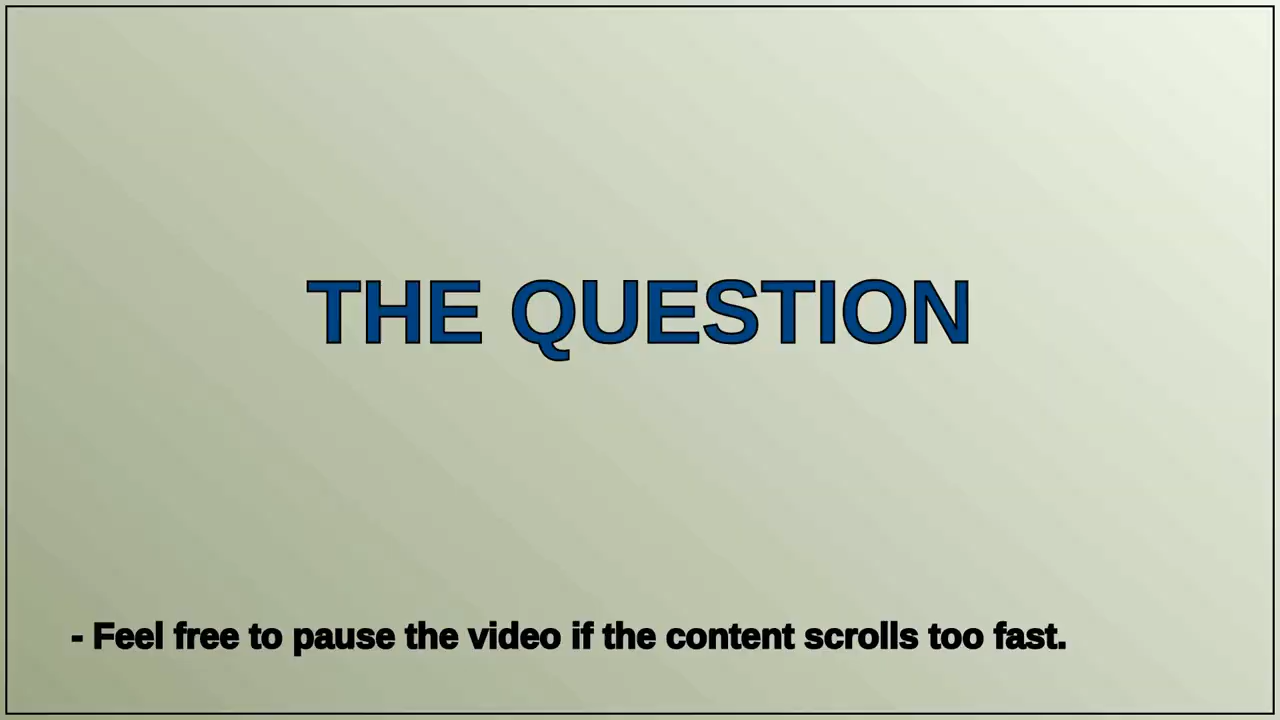 THE QUESTION
- Feel free to pause the video if the content scrolls too fast.